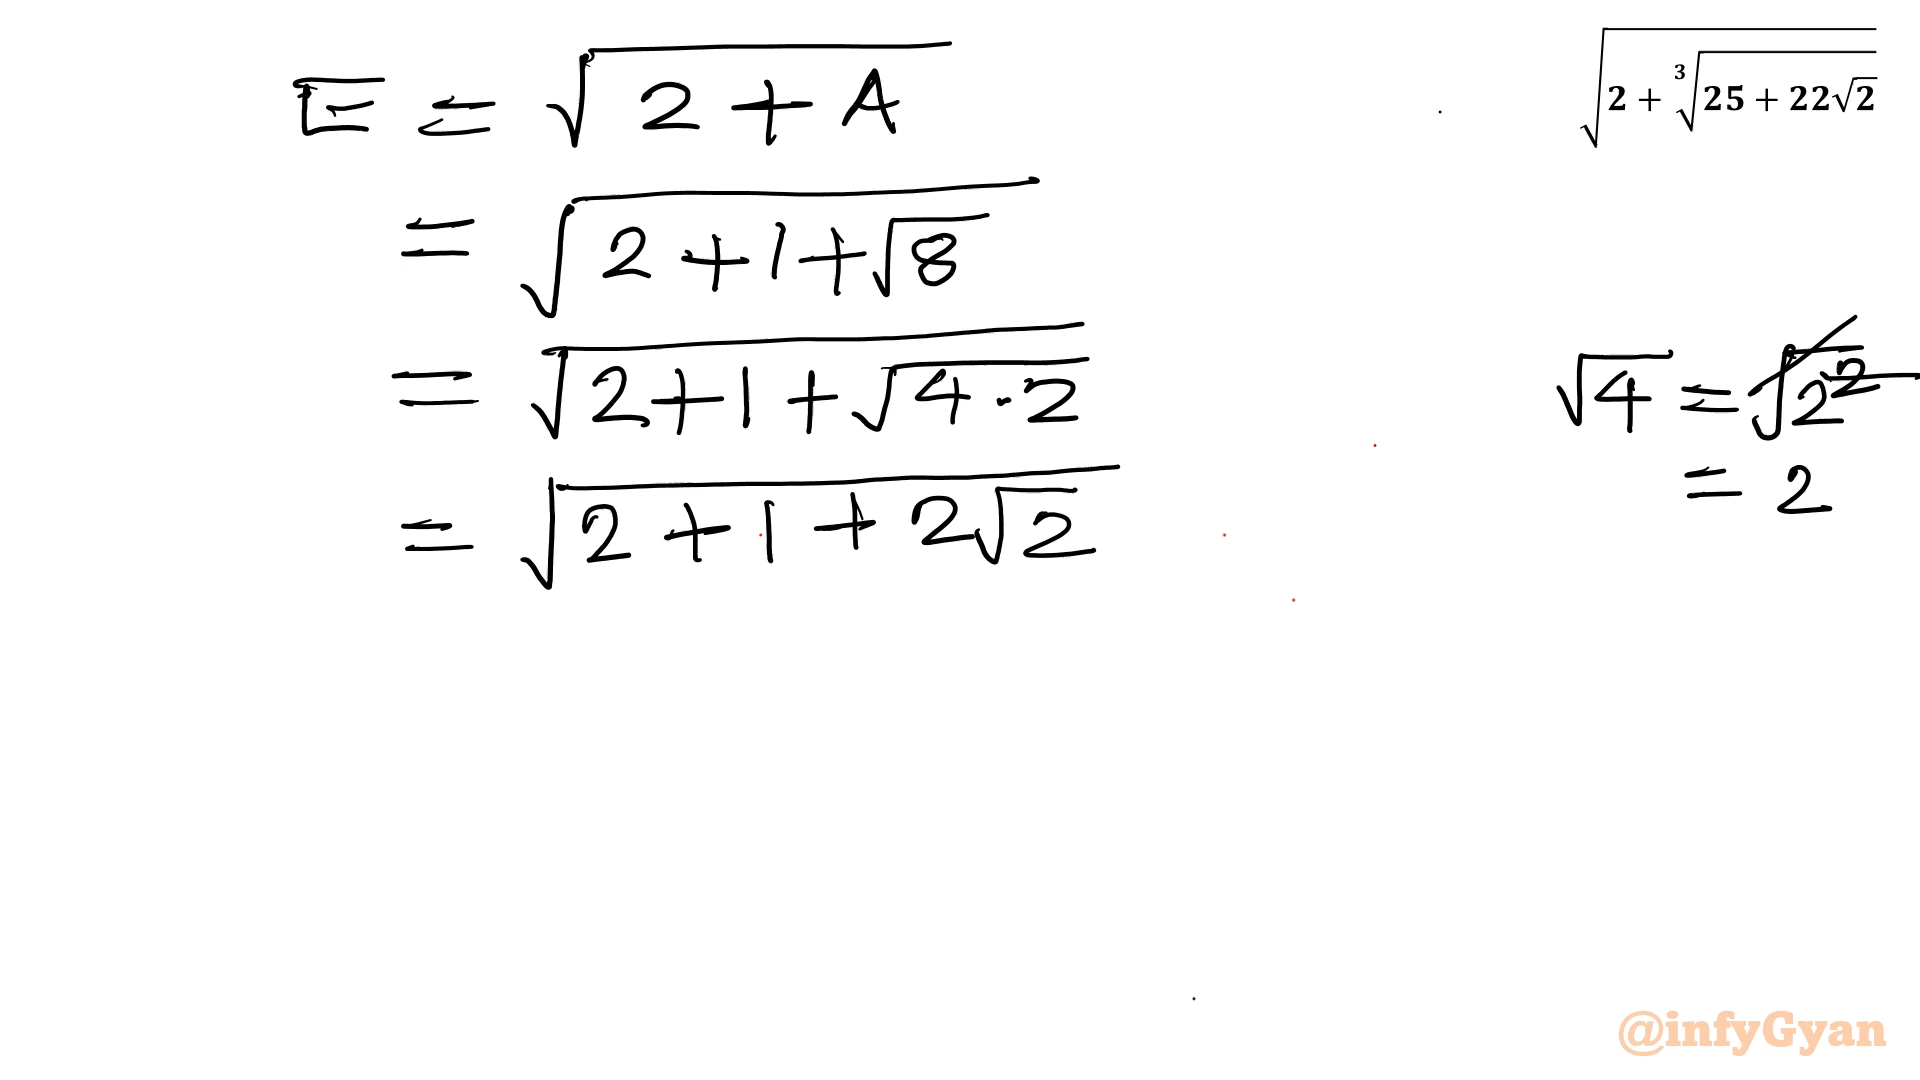 E = √(2 + A)
= √(2 + 1 + √8)
= √(2 + 1 + √(4 · 2))
= √(2 + 1 + 2√2)
√(2 + ∛(25 + 22√2))
√4 = √(2²)
= 2
@infyGyan